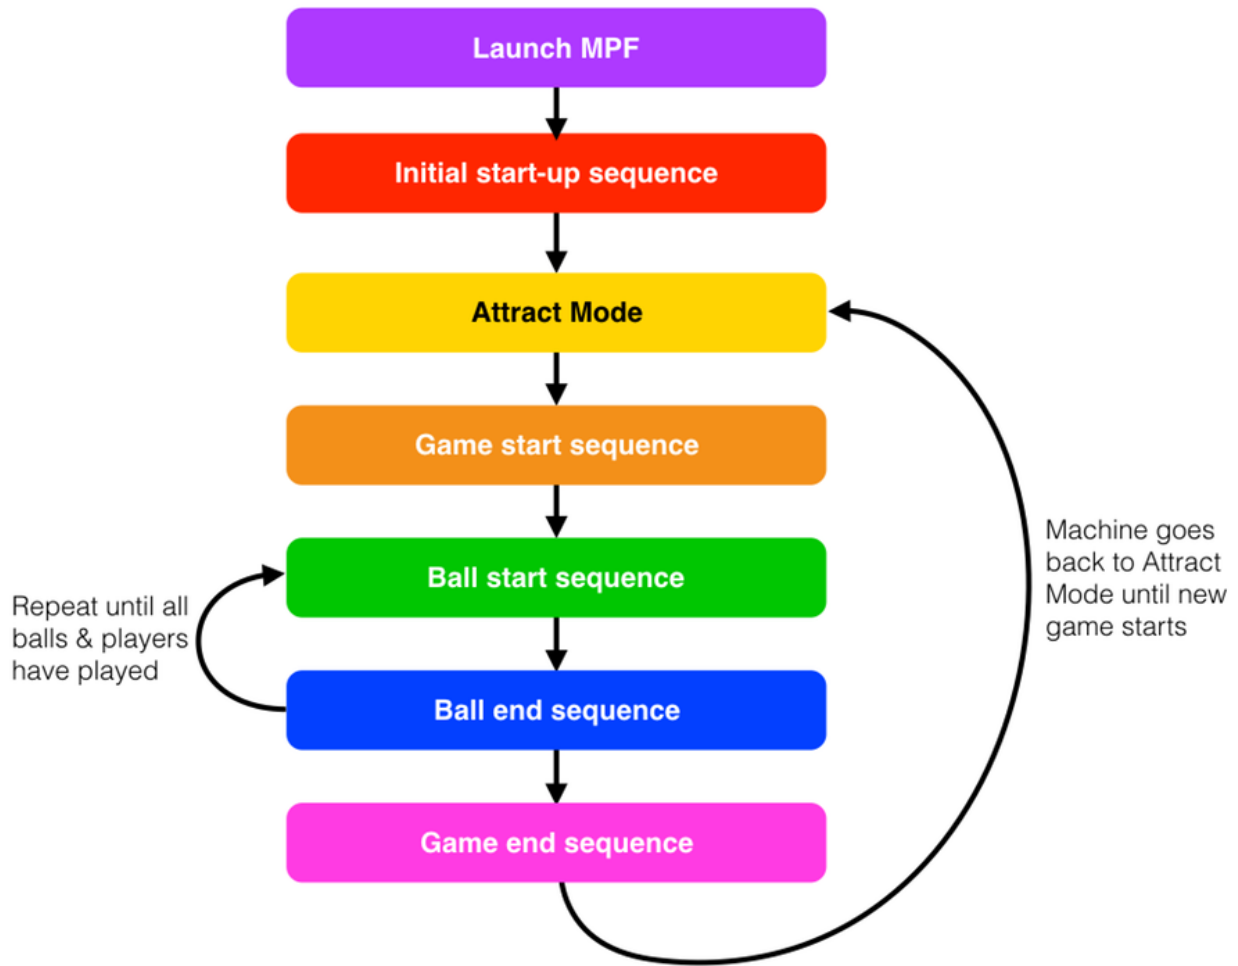 Launch MPF
Initial start-up sequence
Attract Mode
Game start sequence
Ball start sequence
Repeat until all
balls & players
have played
Machine goes
back to Attract
Mode until new
game starts
Ball end sequence
Game end sequence